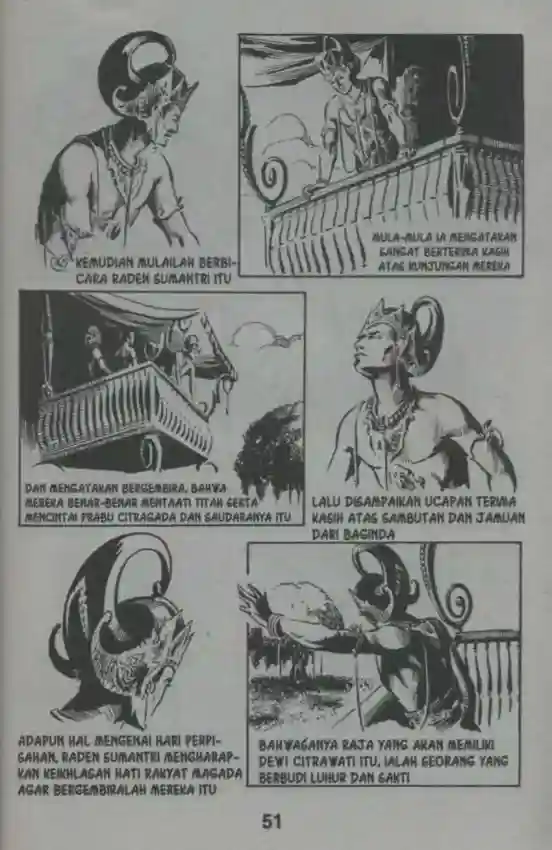 KEMUDIAN MULAILAH BERBI-
CARA RADEN SUMANTRI ITU
MULA-MULA IA MENGATAKAN
SANGAT BERTERIMA KASIH
ATAS KUNJUNGAN MEREKA
DAN MENGATAKAN BERGEMBIRA, BAHWA
MEREKA BENAR-BENAR MENTAATI TITAH SERTA
MENCINTAI PRABU CITRAGADA DAN SAUDARANYA ITU
LALU DISAMPAIKAN UCAPAN TERIMA
KASIH ATAS SAMBUTAN DAN JAMUAN
DARI BAGINDA
ADAPUN HAL MENGENAI HARI PERPI-
SAHAN, RADEN SUMANTRI MENGHARAP-
KAN KEIKHLASAN HATI RAKYAT MAGADA
AGAR BERGEMBIRALAH MEREKA ITU
BAHWASANYA RAJA YANG AKAN MEMILIKI
DEWI CITRAWATI ITU, IALAH SEORANG YANG
BERBUDI LUHUR DAN SAKTI
51